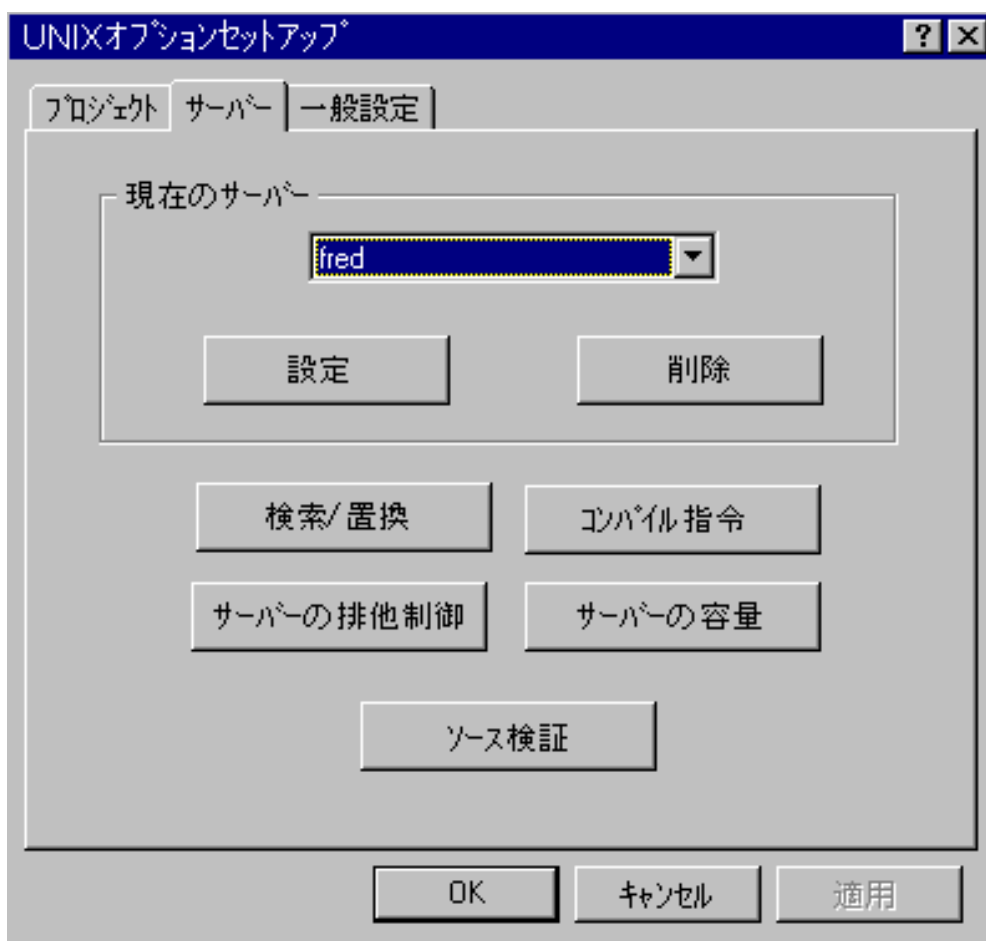 UNIXｵﾌﾟｼｮﾝｾｯﾄｱｯﾌﾟ
ﾌﾟﾛｼﾞｪｸﾄ ｻｰﾊﾞｰ 一般設定
現在のｻｰﾊﾞｰ
fred
設定 削除
検索/置換 ｺﾝﾊﾟｲﾙ指令
ｻｰﾊﾞｰの排他制御 ｻｰﾊﾞｰの容量
ｿｰｽ検証
OK ｷｬﾝｾﾙ 適用